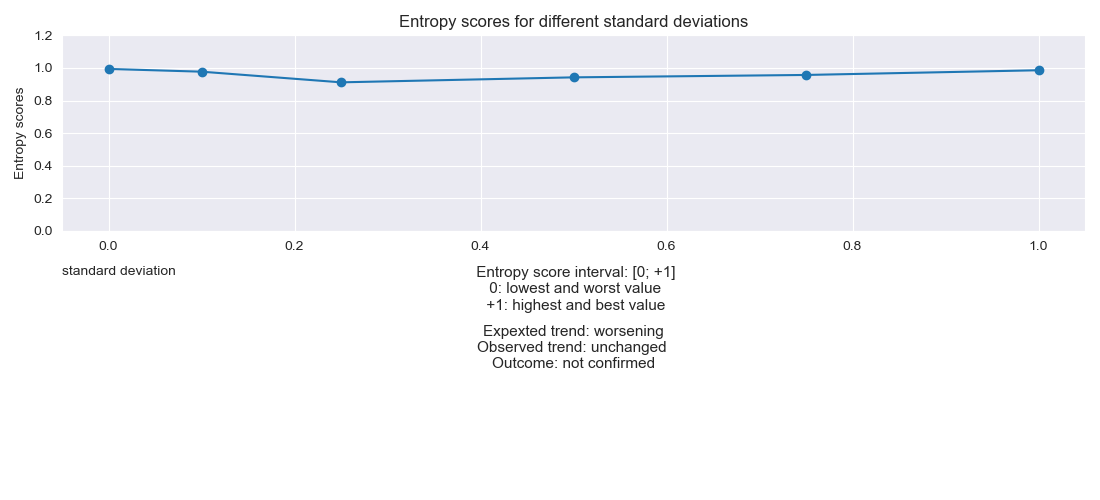 Entropy scores for different standard deviations
1.2
1.0
0.8
0.6
0.4
0.2
0.0
Entropy scores
0.0 0.2 0.4 0.6 0.8 1.0
standard deviation
Entropy score interval: [0; +1]
0: lowest and worst value
+1: highest and best value
Expexted trend: worsening
Observed trend: unchanged
Outcome: not confirmed